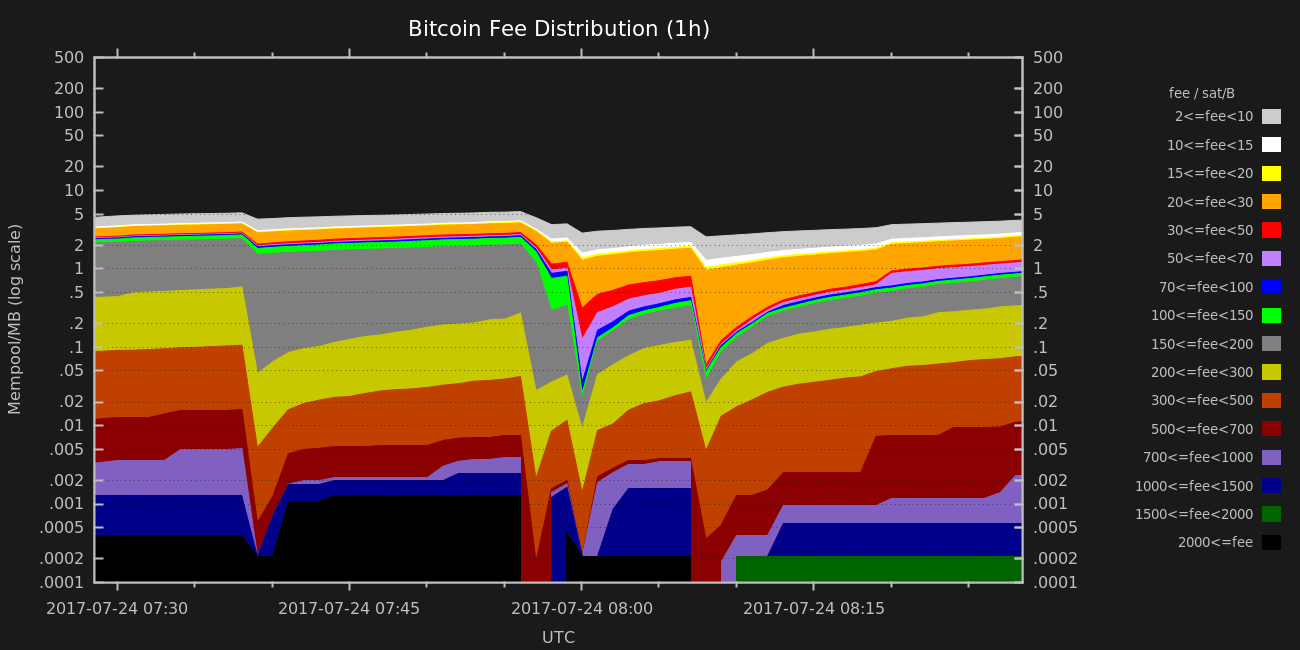 Bitcoin Fee Distribution (1h)
Mempool/MB (log scale)
500 500
200 200
100 100
50 50
20 20
10 10
5 5
2 2
1 1
.5 .5
.2 .2
.1 .1
.05 .05
.02 .02
.01 .01
.005 .005
.002 .002
.001 .001
.0005 .0005
.0002 .0002
.0001 .0001
2017-07-24 07:30 2017-07-24 07:45 2017-07-24 08:00 2017-07-24 08:15
UTC
fee / sat/B
2<=fee<10
10<=fee<15
15<=fee<20
20<=fee<30
30<=fee<50
50<=fee<70
70<=fee<100
100<=fee<150
150<=fee<200
200<=fee<300
300<=fee<500
500<=fee<700
700<=fee<1000
1000<=fee<1500
1500<=fee<2000
2000<=fee